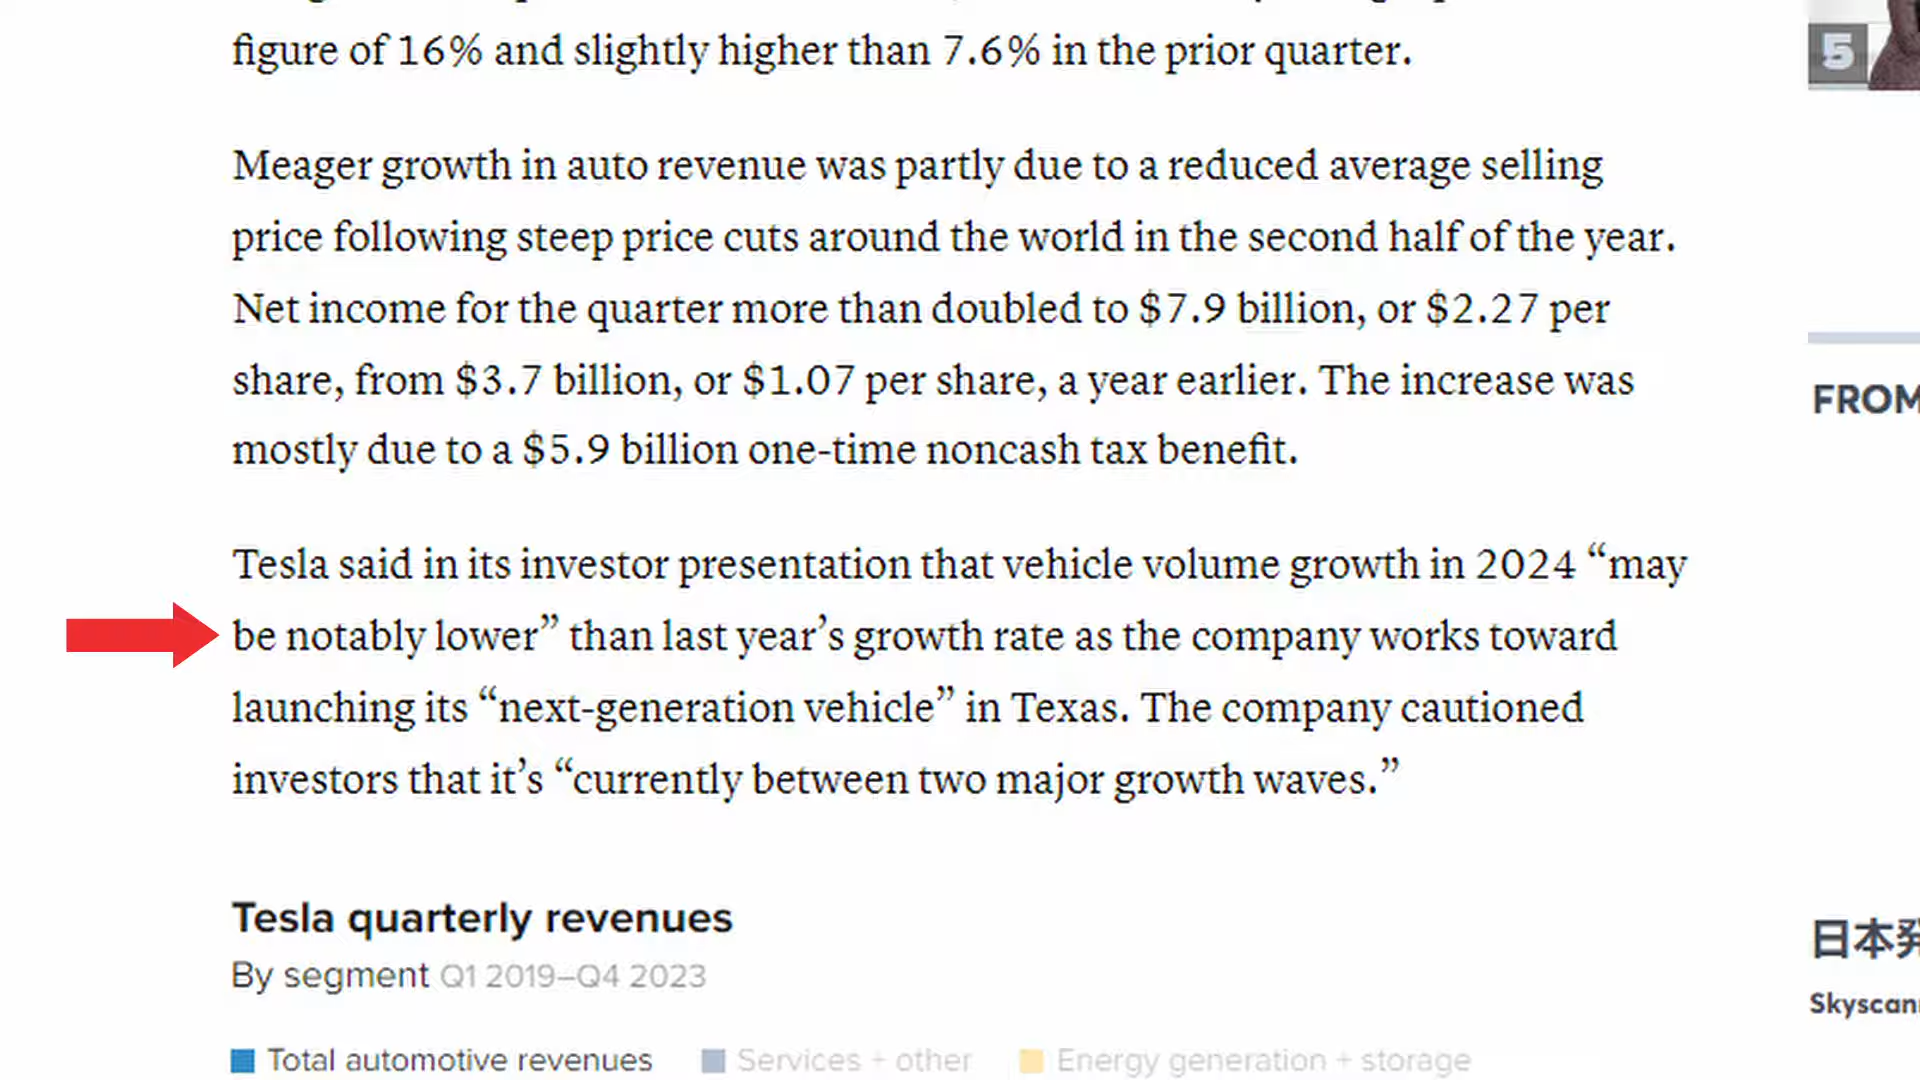 figure of 16% and slightly higher than 7.6% in the prior quarter.
Meager growth in auto revenue was partly due to a reduced average selling
price following steep price cuts around the world in the second half of the year.
Net income for the quarter more than doubled to $7.9 billion, or $2.27 per
share, from $3.7 billion, or $1.07 per share, a year earlier. The increase was
mostly due to a $5.9 billion one-time noncash tax benefit.
Tesla said in its investor presentation that vehicle volume growth in 2024 “may
be notably lower” than last year’s growth rate as the company works toward
launching its “next-generation vehicle” in Texas. The company cautioned
investors that it’s “currently between two major growth waves.”
Tesla quarterly revenues
By segment Q1 2019–Q4 2023
Total automotive revenues Services + other Energy generation + storage
5
FROM
日本発
Skyscan